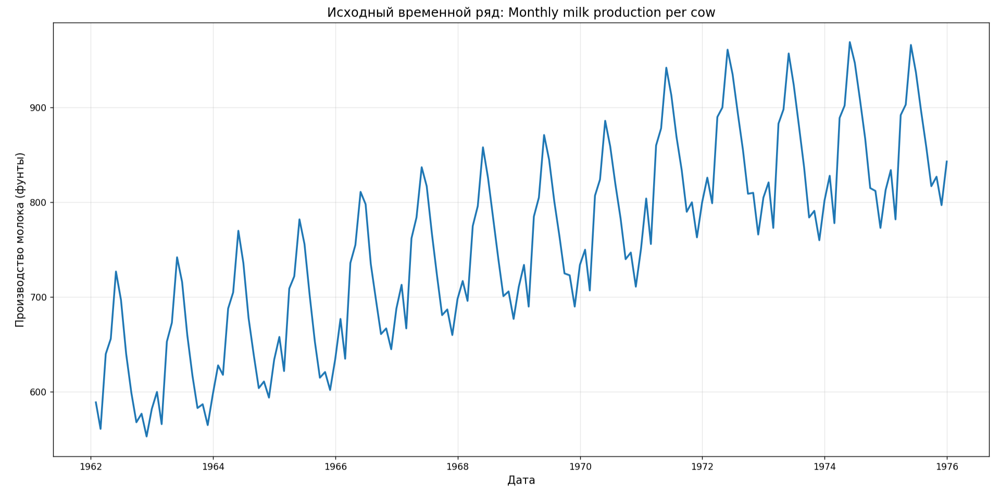 Исходный временной ряд: Monthly milk production per cow
Производство молока (фунты)
900
800
700
600
1962 1964 1966 1968 1970 1972 1974 1976
Дата